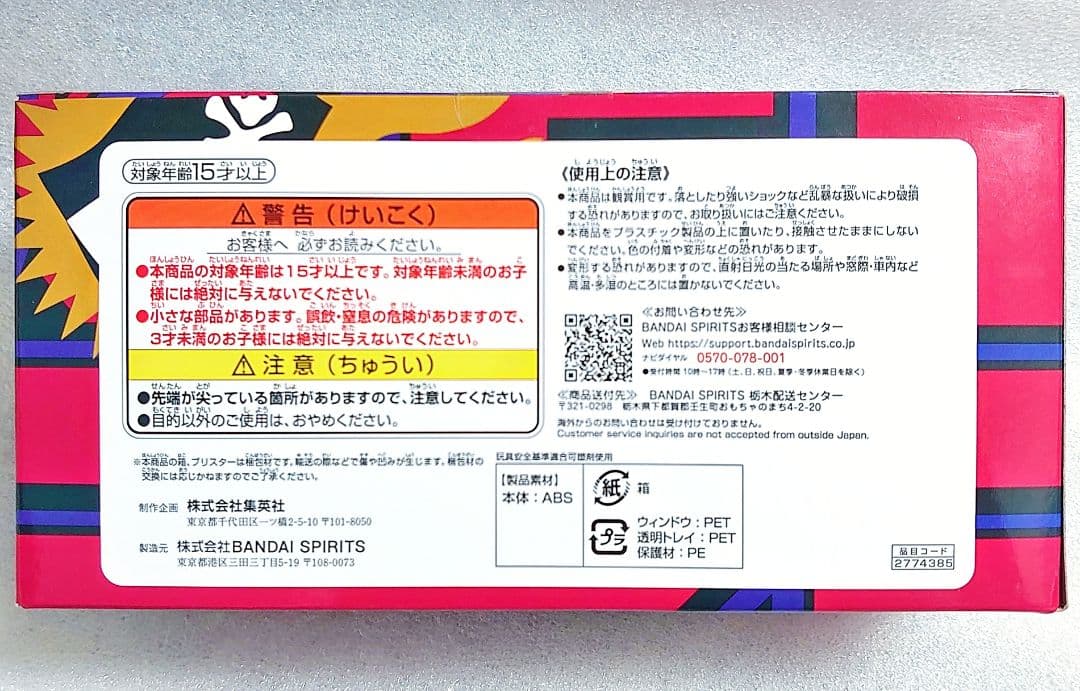 対象年齢15才以上
⚠警告(けいこく)
お客様へ 必ずお読みください。
●本商品の対象年齢は15才以上です。対象年齢未満のお子
様には絶対に与えないでください。
●小さな部品があります。誤飲・窒息の危険がありますので、
3才未満のお子様には絶対に与えないでください。
⚠注意(ちゅうい)
●先端が尖っている箇所がありますので、注意してください。
●目的以外のご使用は、おやめください。
※本商品の箱、ブリスターは梱包材です。輸送の際などで傷や凹みが生じます。梱包材の
交換には応じかねますのでご了承ください。
制作企画 株式会社集英社
東京都千代田区一ツ橋2-5-10 〒101-8050
製造元 株式会社BANDAI SPIRITS
東京都港区三田三丁目5-19 〒108-0073
《使用上の注意》
●本商品は観賞用です。落としたり強いショックなど乱暴な扱いにより破損
する恐れがありますので、お取り扱いにはご注意ください。
●本商品をプラスチック製品の上に置いたり、接触させたままにしない
でください。色の付着や変形などの恐れがあります。
●変形する恐れがありますので、直射日光の当たる場所や窓際・車内など
高温・多湿のところには置かないでください。
≪お問い合わせ先≫
BANDAI SPIRITSお客様相談センター
Web https://support.bandaispirits.co.jp
ナビダイヤル 0570-078-001
●受付時間 10時〜17時(土、日、祝日、夏季・冬季休業日を除く)
≪商品送付先≫ BANDAI SPIRITS 栃木配送センター
〒321-0298 栃木県下都賀郡壬生町おもちゃのまち4-2-20
海外からのお問い合わせは受け付けておりません。
Customer service inquiries are not accepted from outside Japan.
玩具安全基準適合可塑剤使用
【製品素材】
本体:ABS
紙 箱
プラ
ウィンドウ:PET
透明トレイ:PET
保護材:PE
品目コード
2774385